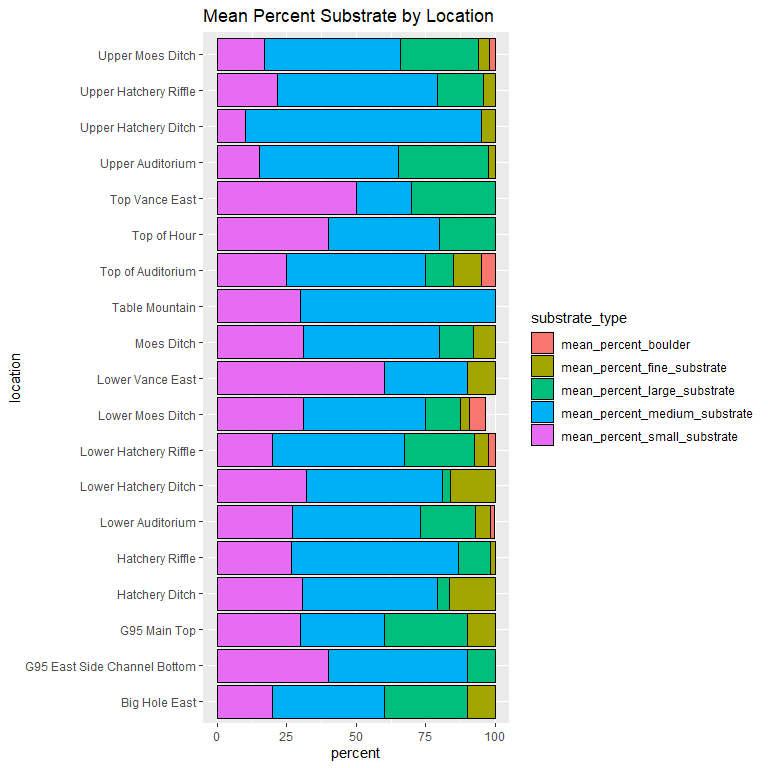 Mean Percent Substrate by Location
Upper Moes Ditch
Upper Hatchery Riffle
Upper Hatchery Ditch
Upper Auditorium
Top Vance East
Top of Hour
Top of Auditorium
Table Mountain
Moes Ditch
Lower Vance East
Lower Moes Ditch
Lower Hatchery Riffle
Lower Hatchery Ditch
Lower Auditorium
Hatchery Riffle
Hatchery Ditch
G95 Main Top
G95 East Side Channel Bottom
Big Hole East
location
0 25 50 75 100
percent
substrate_type
mean_percent_boulder
mean_percent_fine_substrate
mean_percent_large_substrate
mean_percent_medium_substrate
mean_percent_small_substrate